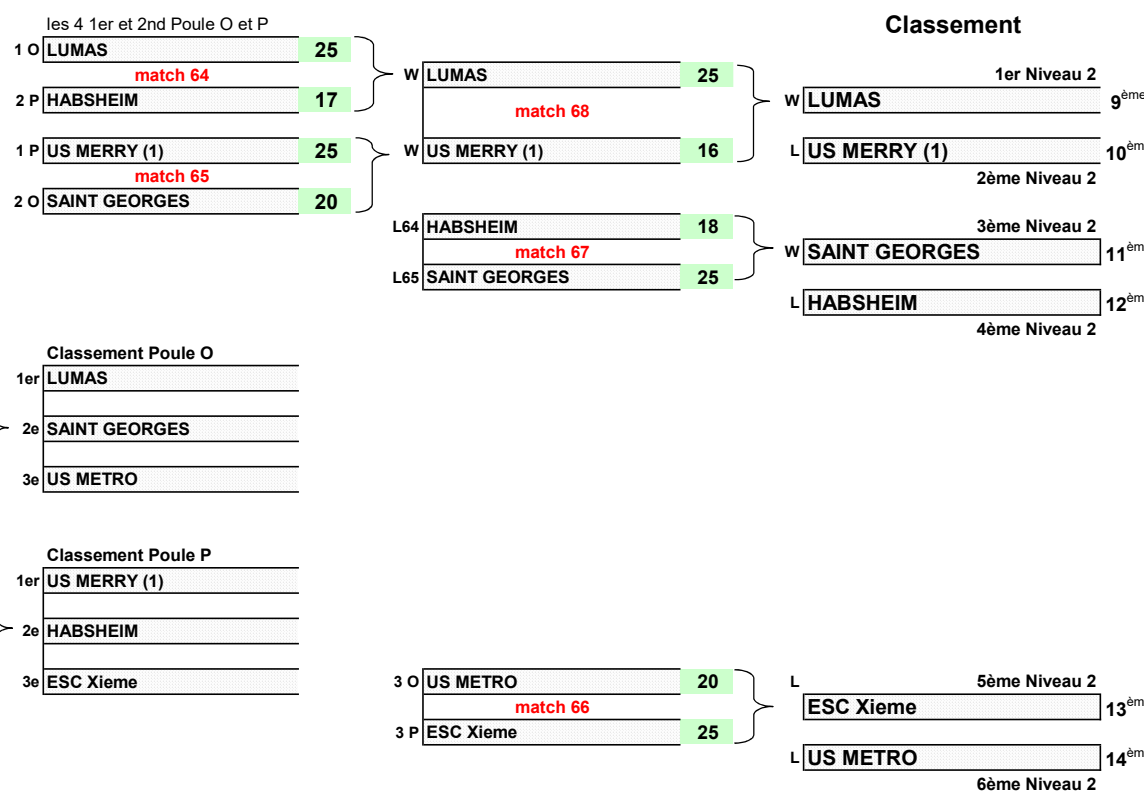 Classement
les 4 1er et 2nd Poule O et P
1 O LUMAS 25
match 64
2 P HABSHEIM 17
1 P US MERRY (1) 25
match 65
2 O SAINT GEORGES 20
W LUMAS 25
match 68
W US MERRY (1) 16
L64 HABSHEIM 18
match 67
L65 SAINT GEORGES 25
1er Niveau 2
W LUMAS 9ème
L US MERRY (1) 10èm
2ème Niveau 2
3ème Niveau 2
W SAINT GEORGES 11èm
L HABSHEIM 12èm
4ème Niveau 2
Classement Poule O
1er LUMAS
2e SAINT GEORGES
3e US METRO
Classement Poule P
1er US MERRY (1)
2e HABSHEIM
3e ESC Xieme
3 O US METRO 20
match 66
3 P ESC Xieme 25
L 5ème Niveau 2
ESC Xieme 13èm
L US METRO 14èm
6ème Niveau 2